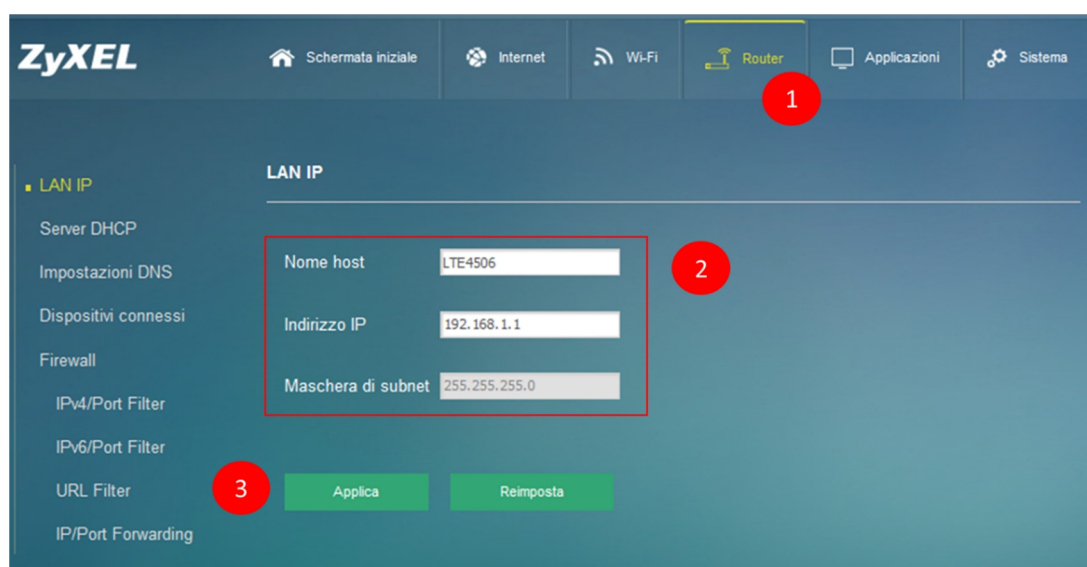 ZyXEL
Schermata iniziale
Internet
Wi-Fi
Router
Applicazioni
Sistema
1
LAN IP
Server DHCP
Impostazioni DNS
Dispositivi connessi
Firewall
IPv4/Port Filter
IPv6/Port Filter
URL Filter
IP/Port Forwarding
LAN IP
Nome host LTE4506
2
Indirizzo IP 192.168.1.1
Maschera di subnet 255.255.255.0
3
Applica
Reimposta